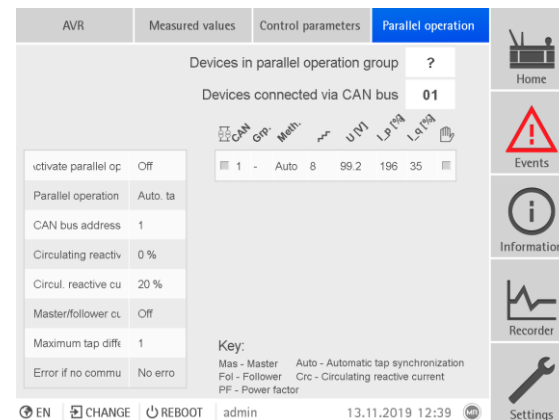 AVR
Measured values
Control parameters
Parallel operation
Devices in parallel operation group ?
Devices connected via CAN bus 01
CAN Grp. Meth. U [V] I_p [%] I_q [%]
1 - Auto 8 99.2 196 35
ctivate parallel op Off
Parallel operation Auto. ta
CAN bus address 1
Circulating reactiv 0 %
Circul. reactive cu 20 %
Master/follower cu Off
Maximum tap diffe 1
Error if no commu No erro
Key:
Mas - Master Auto - Automatic tap synchronization
Fol - Follower Crc - Circulating reactive current
PF - Power factor
EN CHANGE REBOOT admin 13.11.2019 12:39 MR
Home
Events
Information
Recorder
Settings